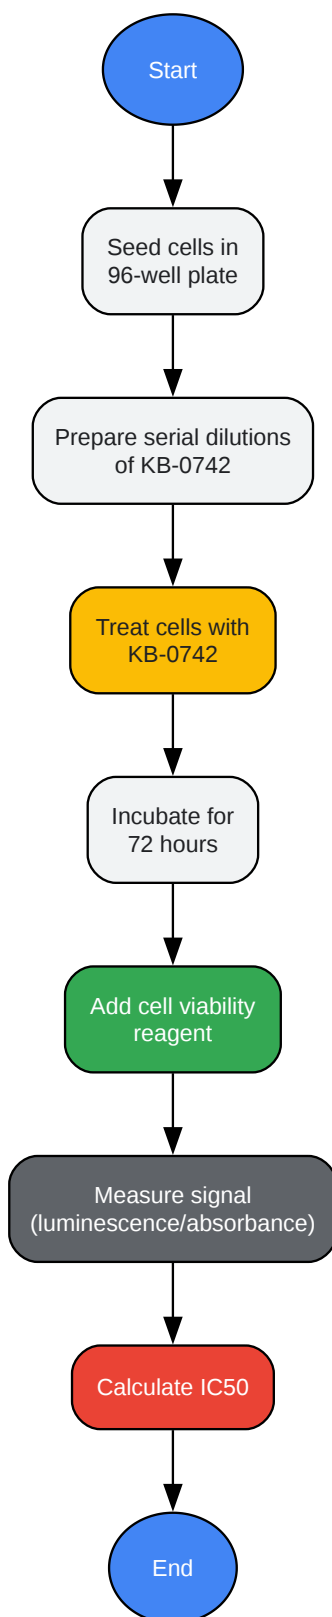 Start
Seed cells in
96-well plate
Prepare serial dilutions
of KB-0742
Treat cells with
KB-0742
Incubate for
72 hours
Add cell viability
reagent
Measure signal
(luminescence/absorbance)
Calculate IC50
End